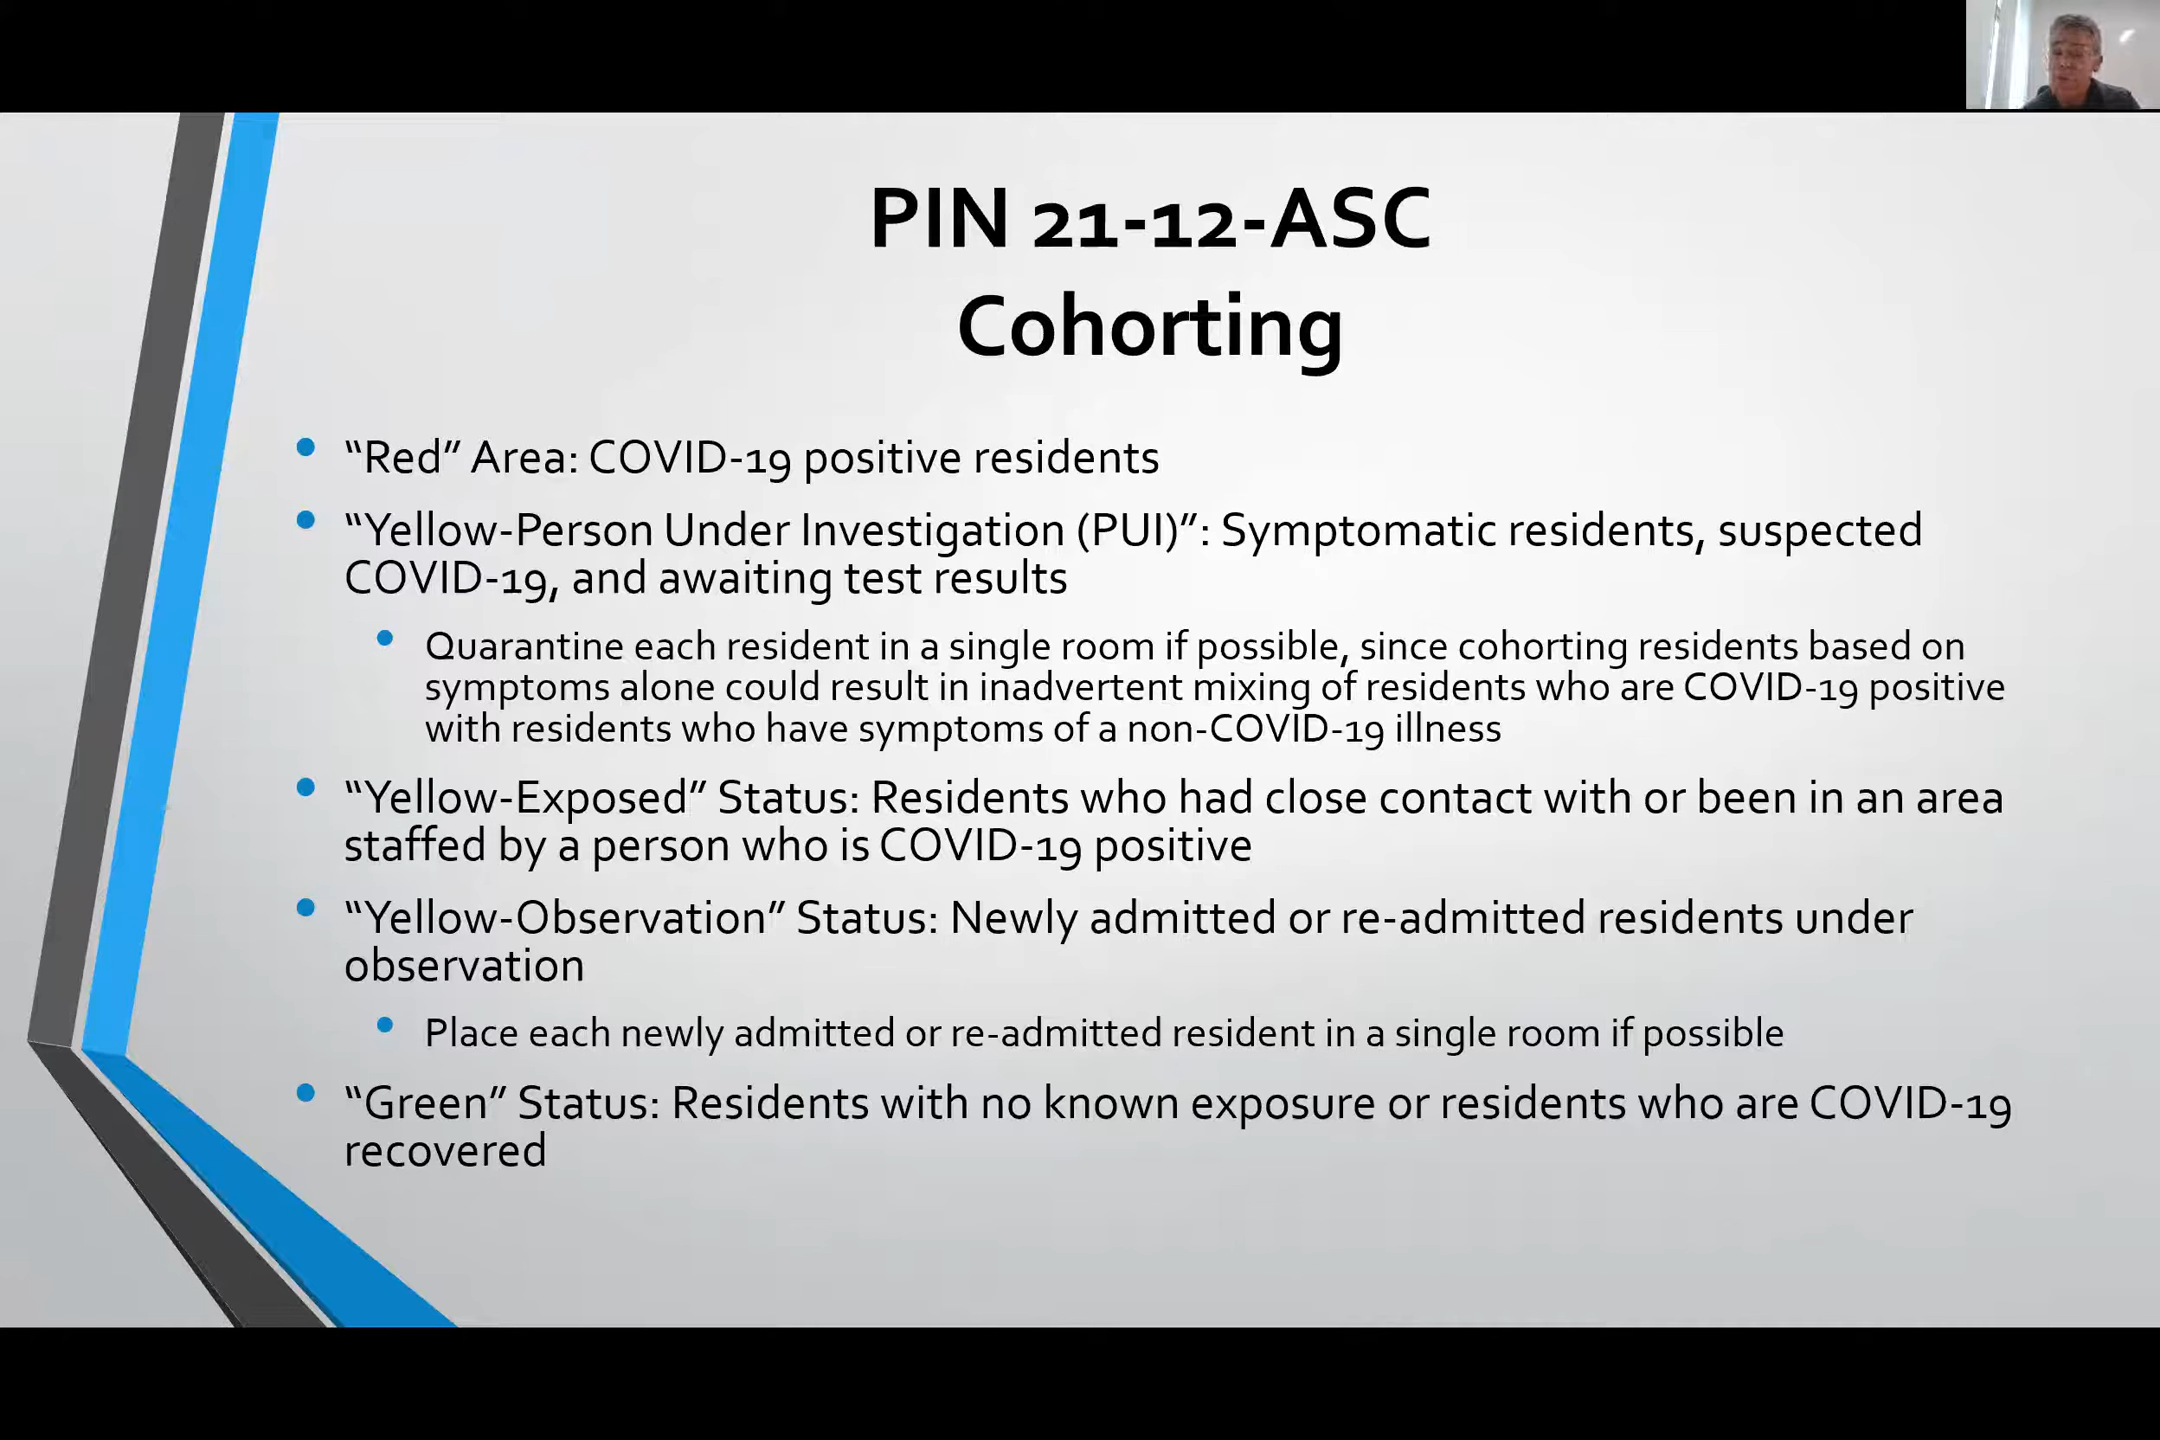 PIN 21-12-ASC
Cohorting
• “Red” Area: COVID-19 positive residents
• “Yellow-Person Under Investigation (PUI)”: Symptomatic residents, suspected
COVID-19, and awaiting test results
• Quarantine each resident in a single room if possible, since cohorting residents based on
symptoms alone could result in inadvertent mixing of residents who are COVID-19 positive
with residents who have symptoms of a non-COVID-19 illness
• “Yellow-Exposed” Status: Residents who had close contact with or been in an area
staffed by a person who is COVID-19 positive
• “Yellow-Observation” Status: Newly admitted or re-admitted residents under
observation
• Place each newly admitted or re-admitted resident in a single room if possible
• “Green” Status: Residents with no known exposure or residents who are COVID-19
recovered